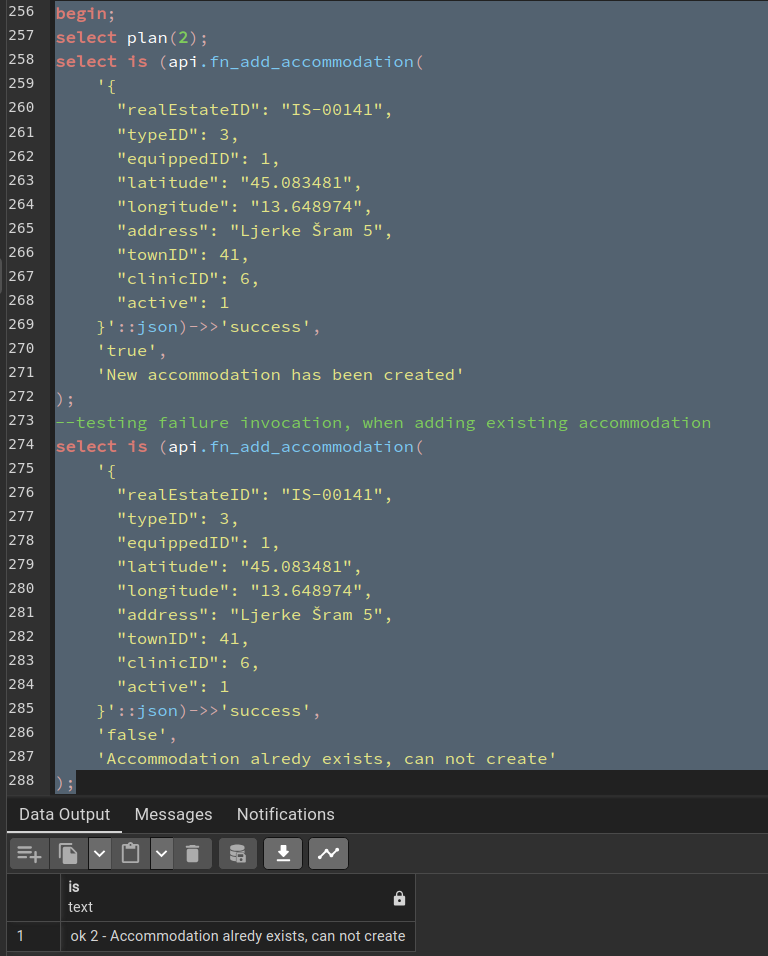 256 begin;
257 select plan(2);
258 select is (api.fn_add_accommodation(
259     '{
260       "realEstateID": "IS-00141",
261       "typeID": 3,
262       "equippedID": 1,
263       "latitude": "45.083481",
264       "longitude": "13.648974",
265       "address": "Ljerke Šram 5",
266       "townID": 41,
267       "clinicID": 6,
268       "active": 1
269     }'::json)->>'success',
270     'true',
271     'New accommodation has been created'
272 );
273 --testing failure invocation, when adding existing accommodation
274 select is (api.fn_add_accommodation(
275     '{
276       "realEstateID": "IS-00141",
277       "typeID": 3,
278       "equippedID": 1,
279       "latitude": "45.083481",
280       "longitude": "13.648974",
281       "address": "Ljerke Šram 5",
282       "townID": 41,
283       "clinicID": 6,
284       "active": 1
285     }'::json)->>'success',
286     'false',
287     'Accommodation alredy exists, can not create'
288 );
Data Output Messages Notifications
is
text
1 ok 2 - Accommodation alredy exists, can not create